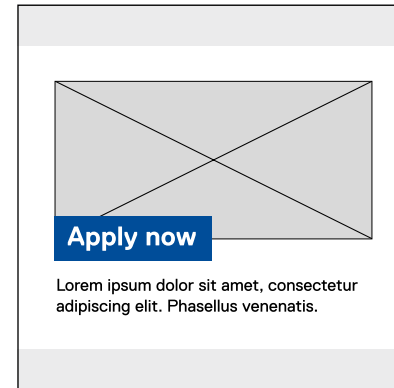 Apply now
Lorem ipsum dolor sit amet, consectetur
adipiscing elit. Phasellus venenatis.